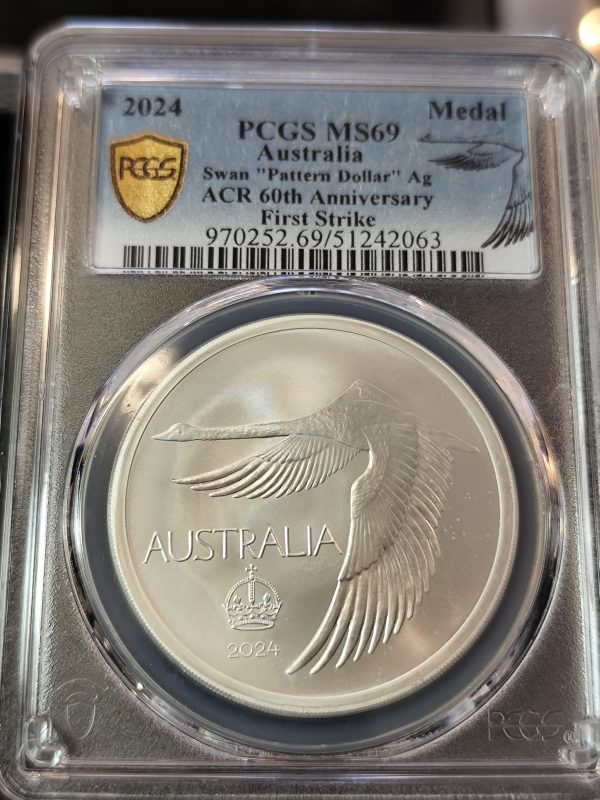 2024
Medal
PCGS
PCGS MS69
Australia
Swan "Pattern Dollar" Ag
ACR 60th Anniversary
First Strike
970252.69/51242063
AUSTRALIA
2024
PCGS